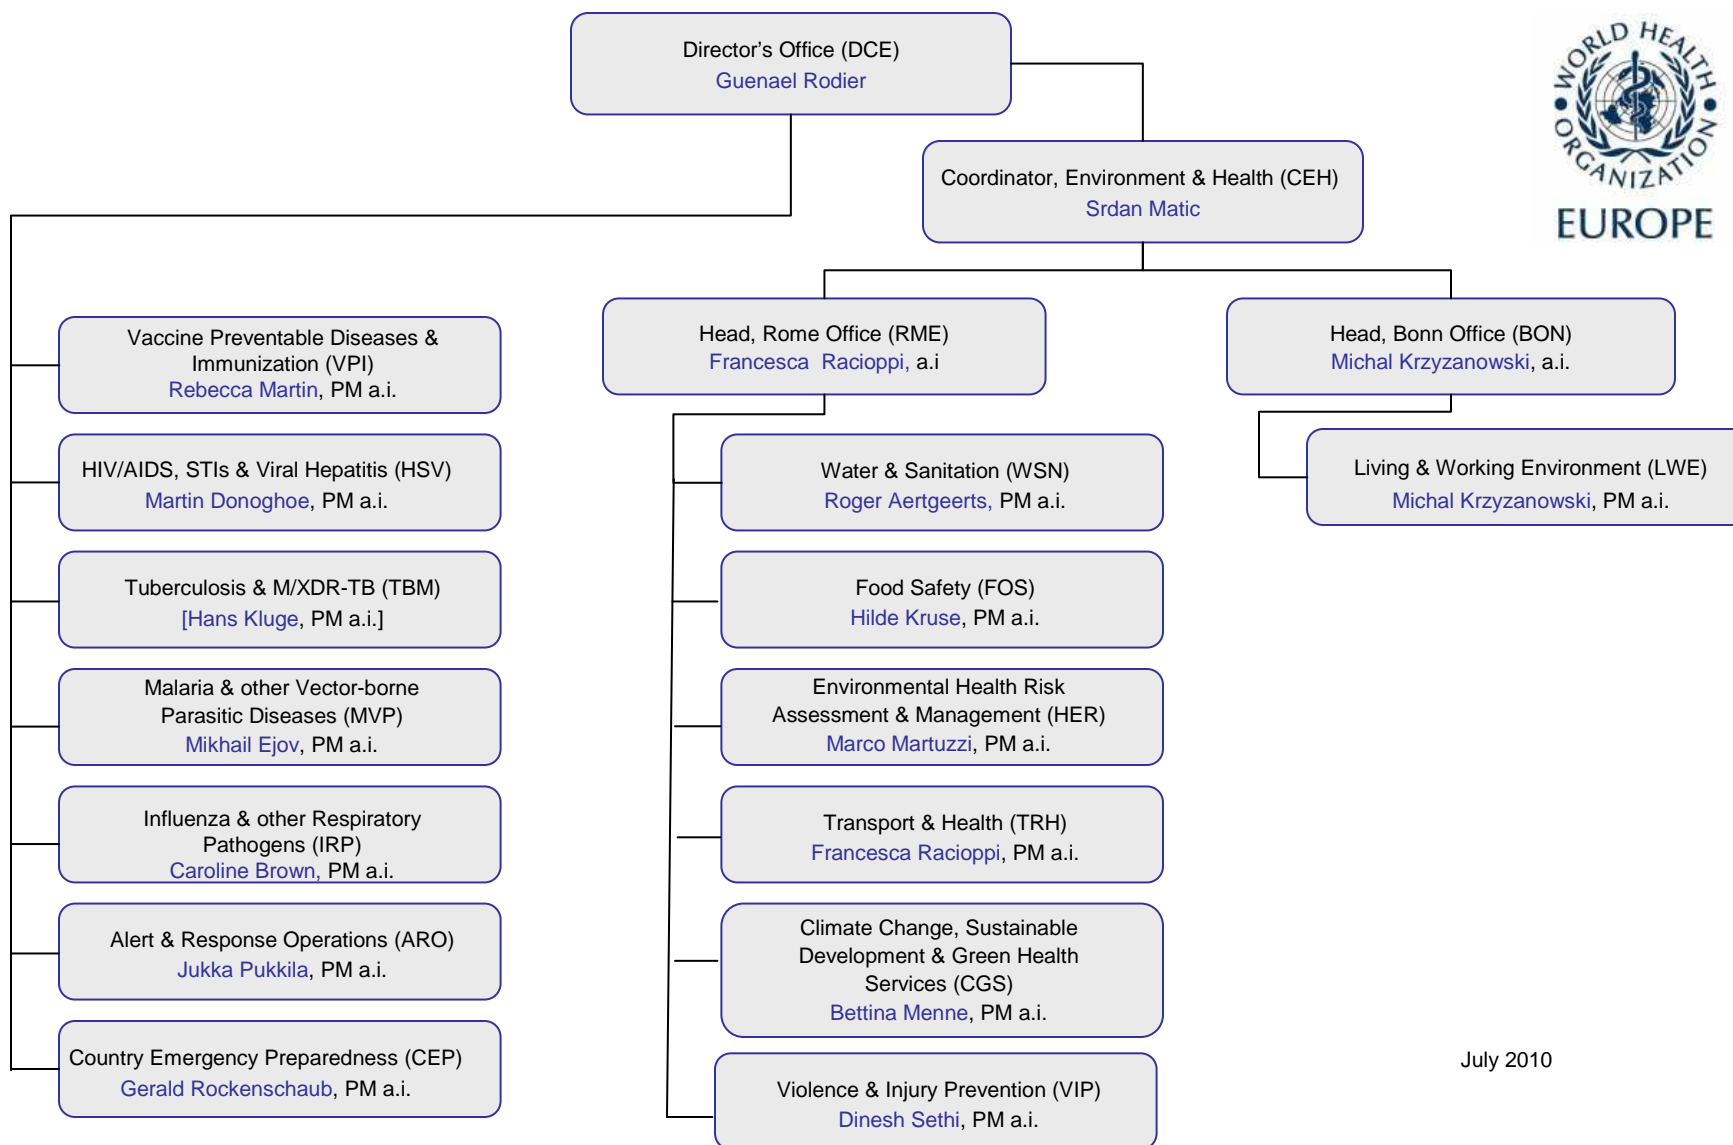 Director’s Office (DCE)
Guenael Rodier
WORLD HEALTH
ORGANIZATION
EUROPE
Coordinator, Environment & Health (CEH)
Srdan Matic
Vaccine Preventable Diseases &
Immunization (VPI)
Rebecca Martin, PM a.i.
HIV/AIDS, STIs & Viral Hepatitis (HSV)
Martin Donoghoe, PM a.i.
Tuberculosis & M/XDR-TB (TBM)
[Hans Kluge, PM a.i.]
Malaria & other Vector-borne
Parasitic Diseases (MVP)
Mikhail Ejov, PM a.i.
Influenza & other Respiratory
Pathogens (IRP)
Caroline Brown, PM a.i.
Alert & Response Operations (ARO)
Jukka Pukkila, PM a.i.
Country Emergency Preparedness (CEP)
Gerald Rockenschaub, PM a.i.
Head, Rome Office (RME)
Francesca Racioppi, a.i
Water & Sanitation (WSN)
Roger Aertgeerts, PM a.i.
Food Safety (FOS)
Hilde Kruse, PM a.i.
Environmental Health Risk
Assessment & Management (HER)
Marco Martuzzi, PM a.i.
Transport & Health (TRH)
Francesca Racioppi, PM a.i.
Climate Change, Sustainable
Development & Green Health
Services (CGS)
Bettina Menne, PM a.i.
Violence & Injury Prevention (VIP)
Dinesh Sethi, PM a.i.
Head, Bonn Office (BON)
Michal Krzyzanowski, a.i.
Living & Working Environment (LWE)
Michal Krzyzanowski, PM a.i.
July 2010